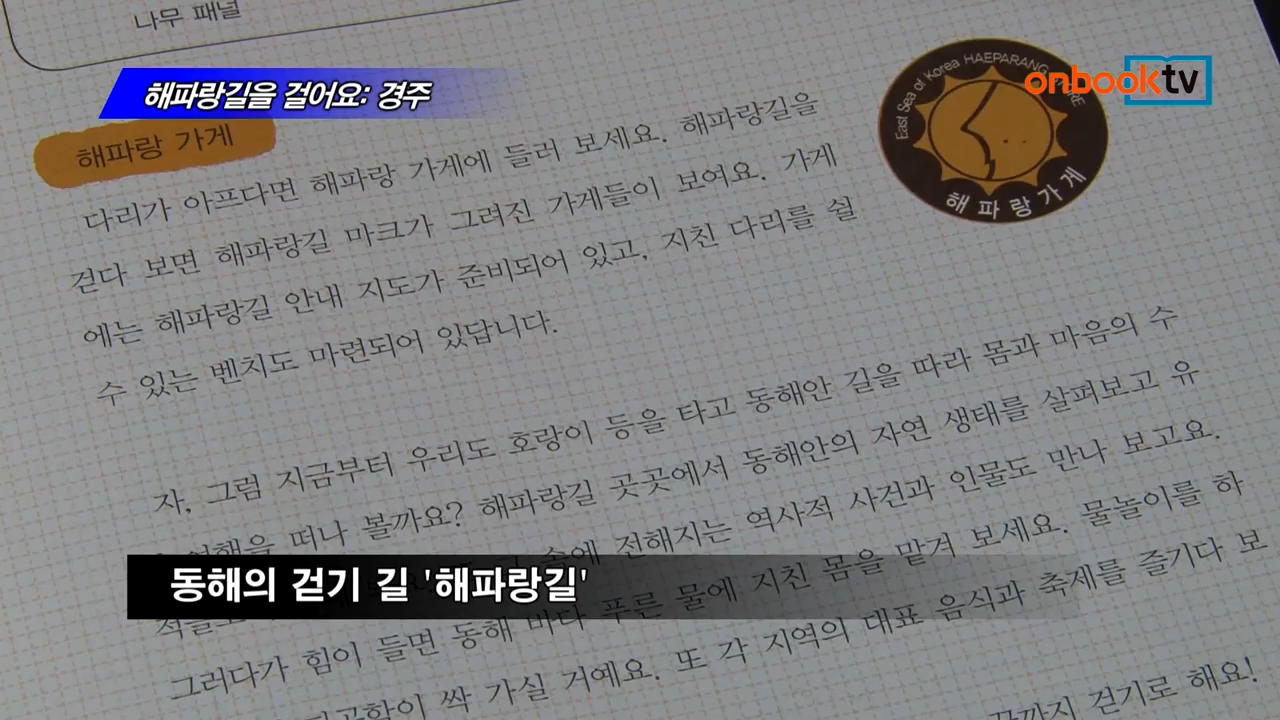 나무 패널
onbooktv
해파랑길을 걸어요: 경주
East Sea of Korea HAEPARANG
해파랑가게
해파랑 가게
다리가 아프다면 해파랑 가게에 들러 보세요. 해파랑길을
걷다 보면 해파랑길 마크가 그려진 가게들이 보여요. 가게
에는 해파랑길 안내 지도가 준비되어 있고, 지친 다리를 쉴
수 있는 벤치도 마련되어 있답니다.
자, 그럼 지금부터 우리도 호랑이 등을 타고 동해안 길을 따라 몸과 마음의 수
떠나 볼까요? 해파랑길 곳곳에서 동해안의 자연 생태를 살펴보고 유
숲에 전해지는 역사적 사건과 인물도 만나 보고요.
그러다가 힘이 들면 동해 바다 푸른 물에 지친 몸을 맡겨 보세요. 물놀이를 하
싹 가실 거예요. 또 각 지역의 대표 음식과 축제를 즐기다 보
끝까지 걷기로 해요!
동해의 걷기 길 '해파랑길'